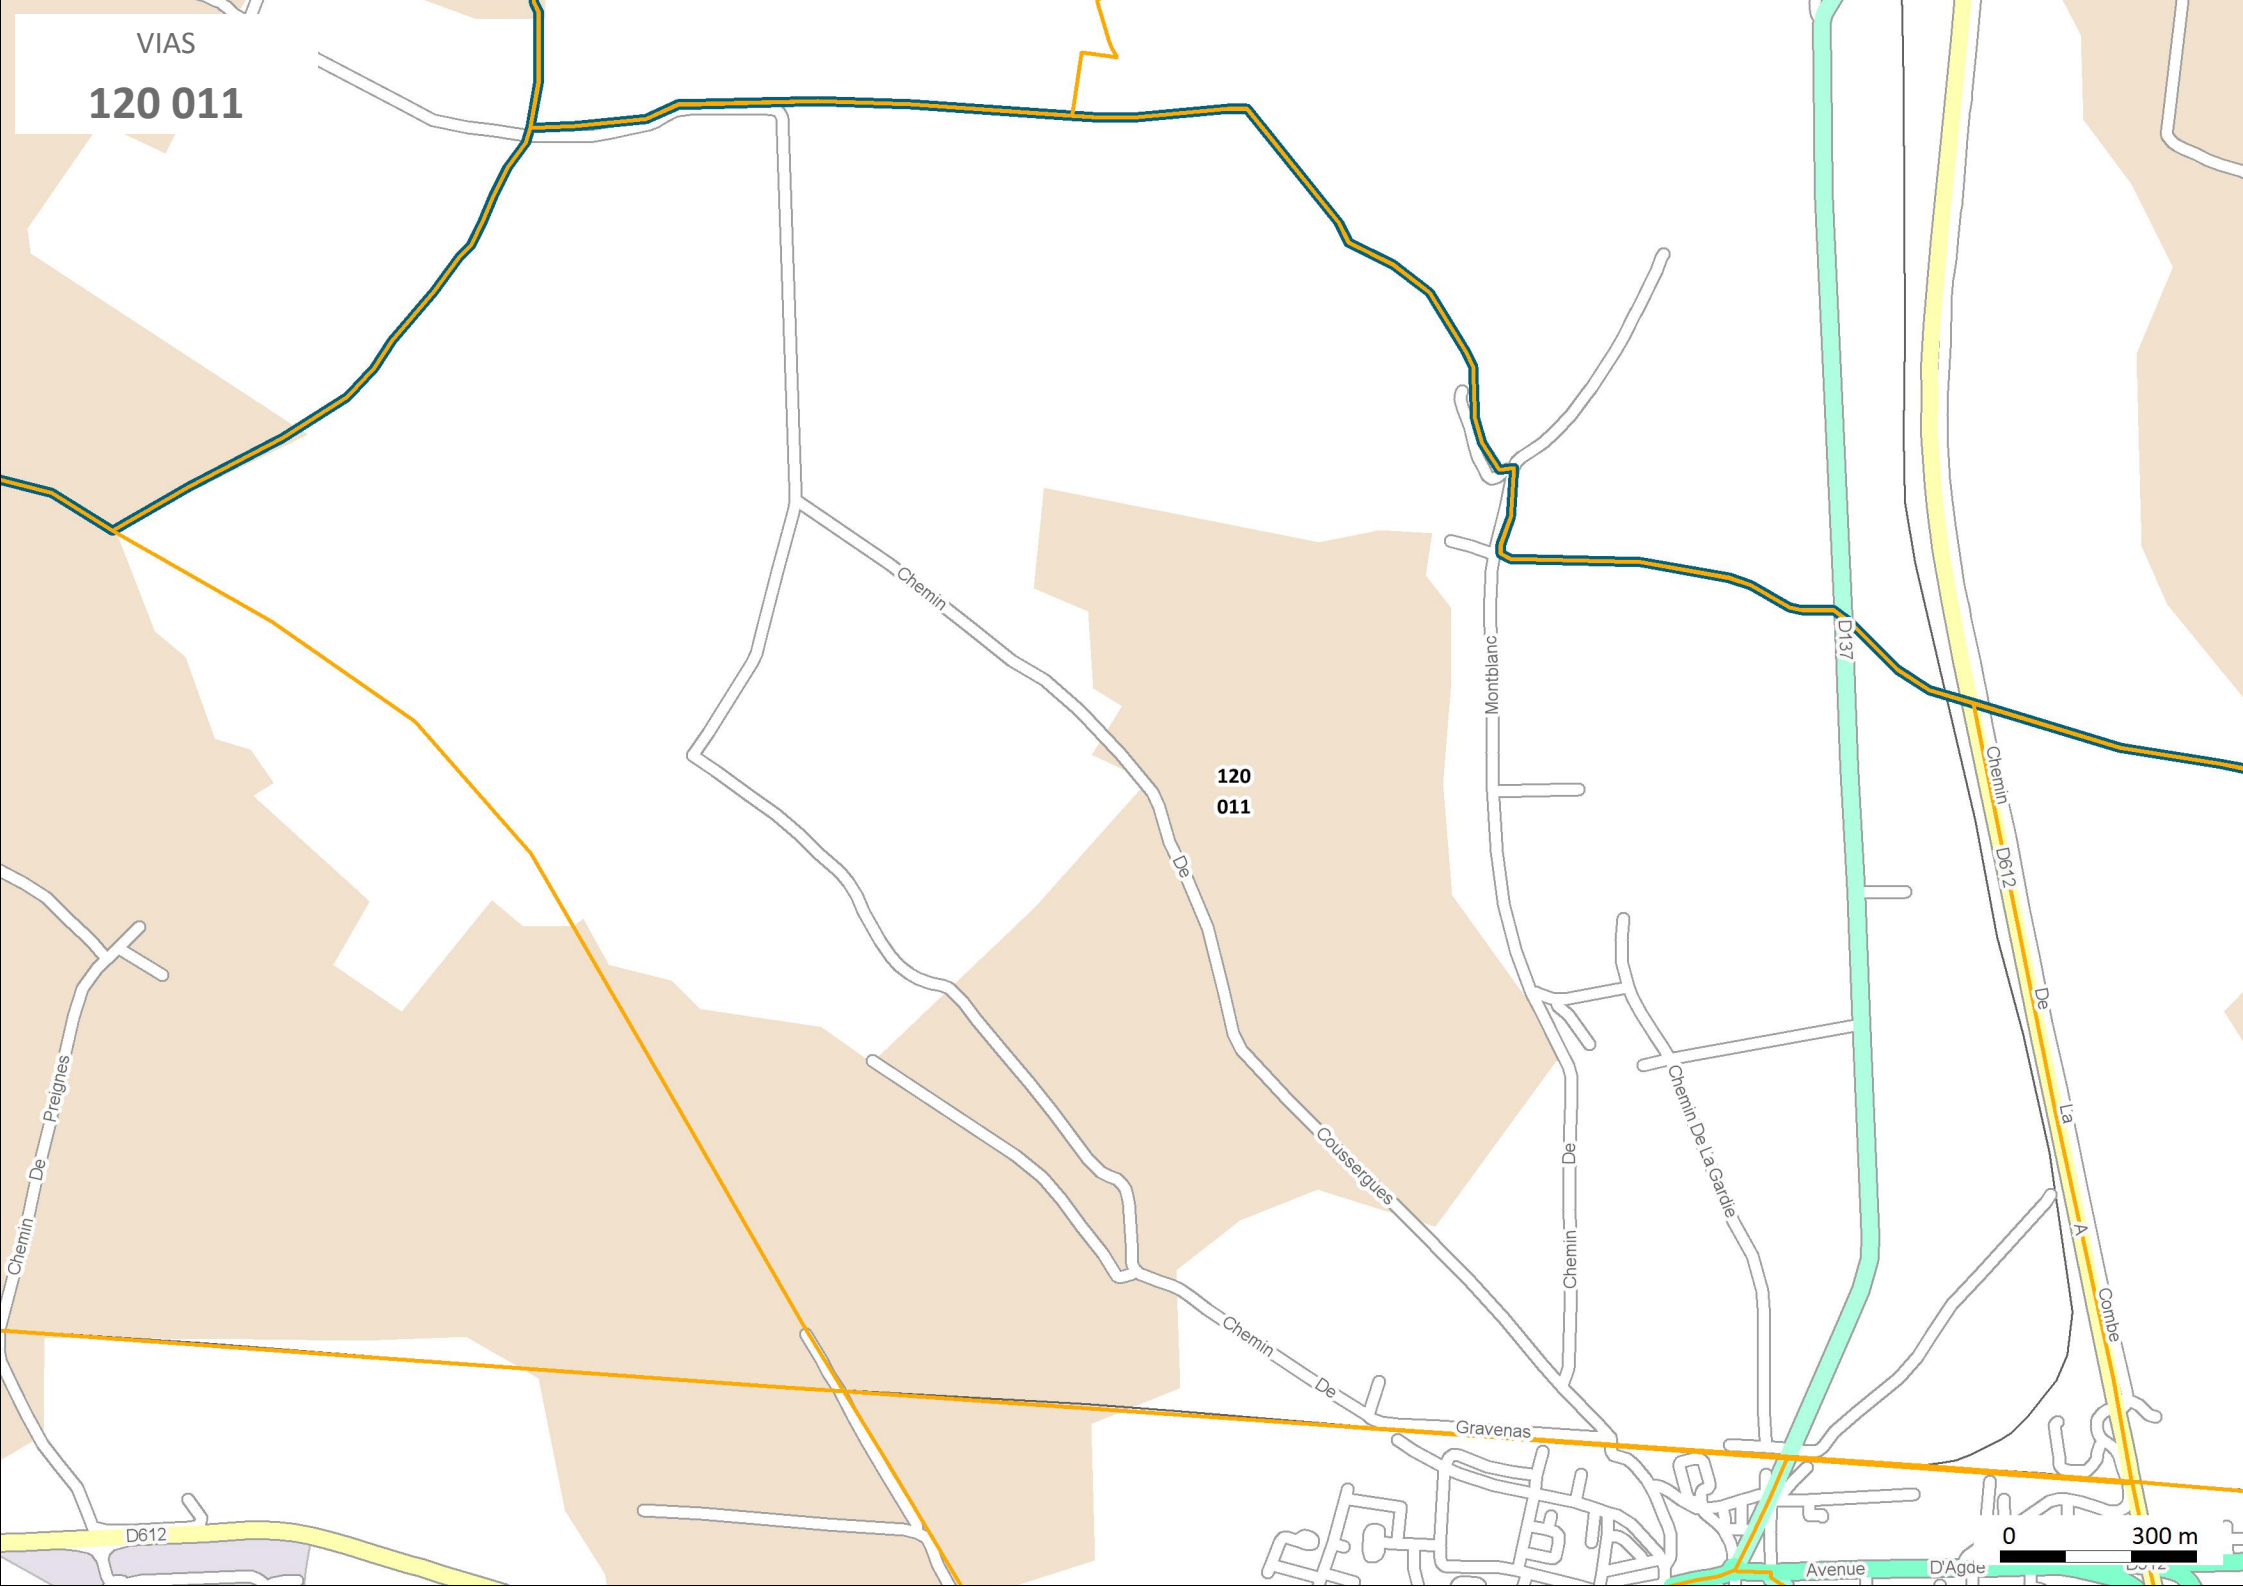 VIAS
120 011
Chemin
Montblanc
D137
120
011
Chemin
De
D612
De
Chemin De Preignes
La
Chemin De La Gardie
Coussergues
Chemin De
A
Combe
Chemin
De
Gravenas
D612
0 300 m
Avenue D'Agde